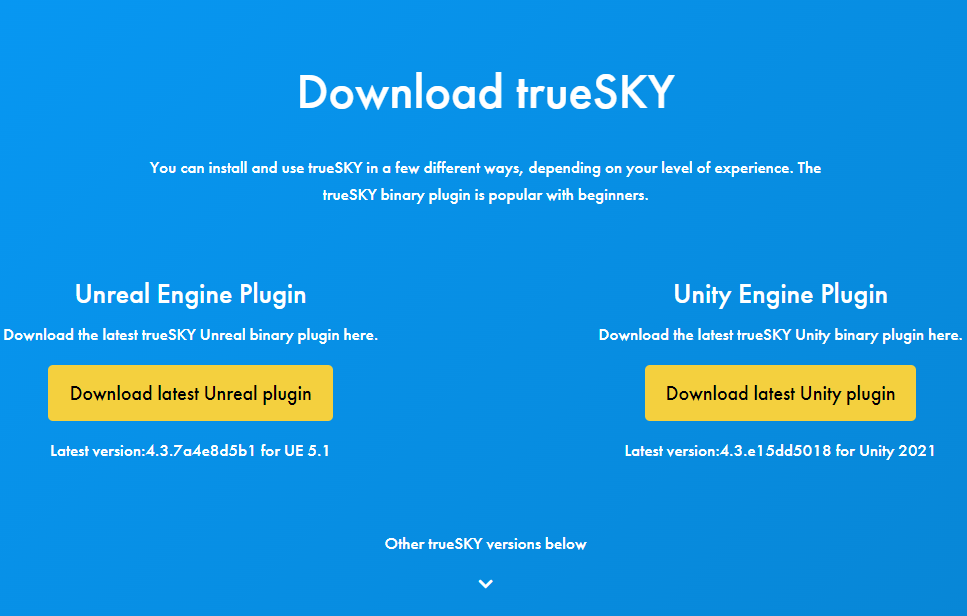 Download trueSKY
You can install and use trueSKY in a few different ways, depending on your level of experience. The
trueSKY binary plugin is popular with beginners.
Unreal Engine Plugin
Download the latest trueSKY Unreal binary plugin here.
Download latest Unreal plugin
Latest version:4.3.7a4e8d5b1 for UE 5.1
Unity Engine Plugin
Download the latest trueSKY Unity binary plugin here.
Download latest Unity plugin
Latest version:4.3.e15dd5018 for Unity 2021
Other trueSKY versions below